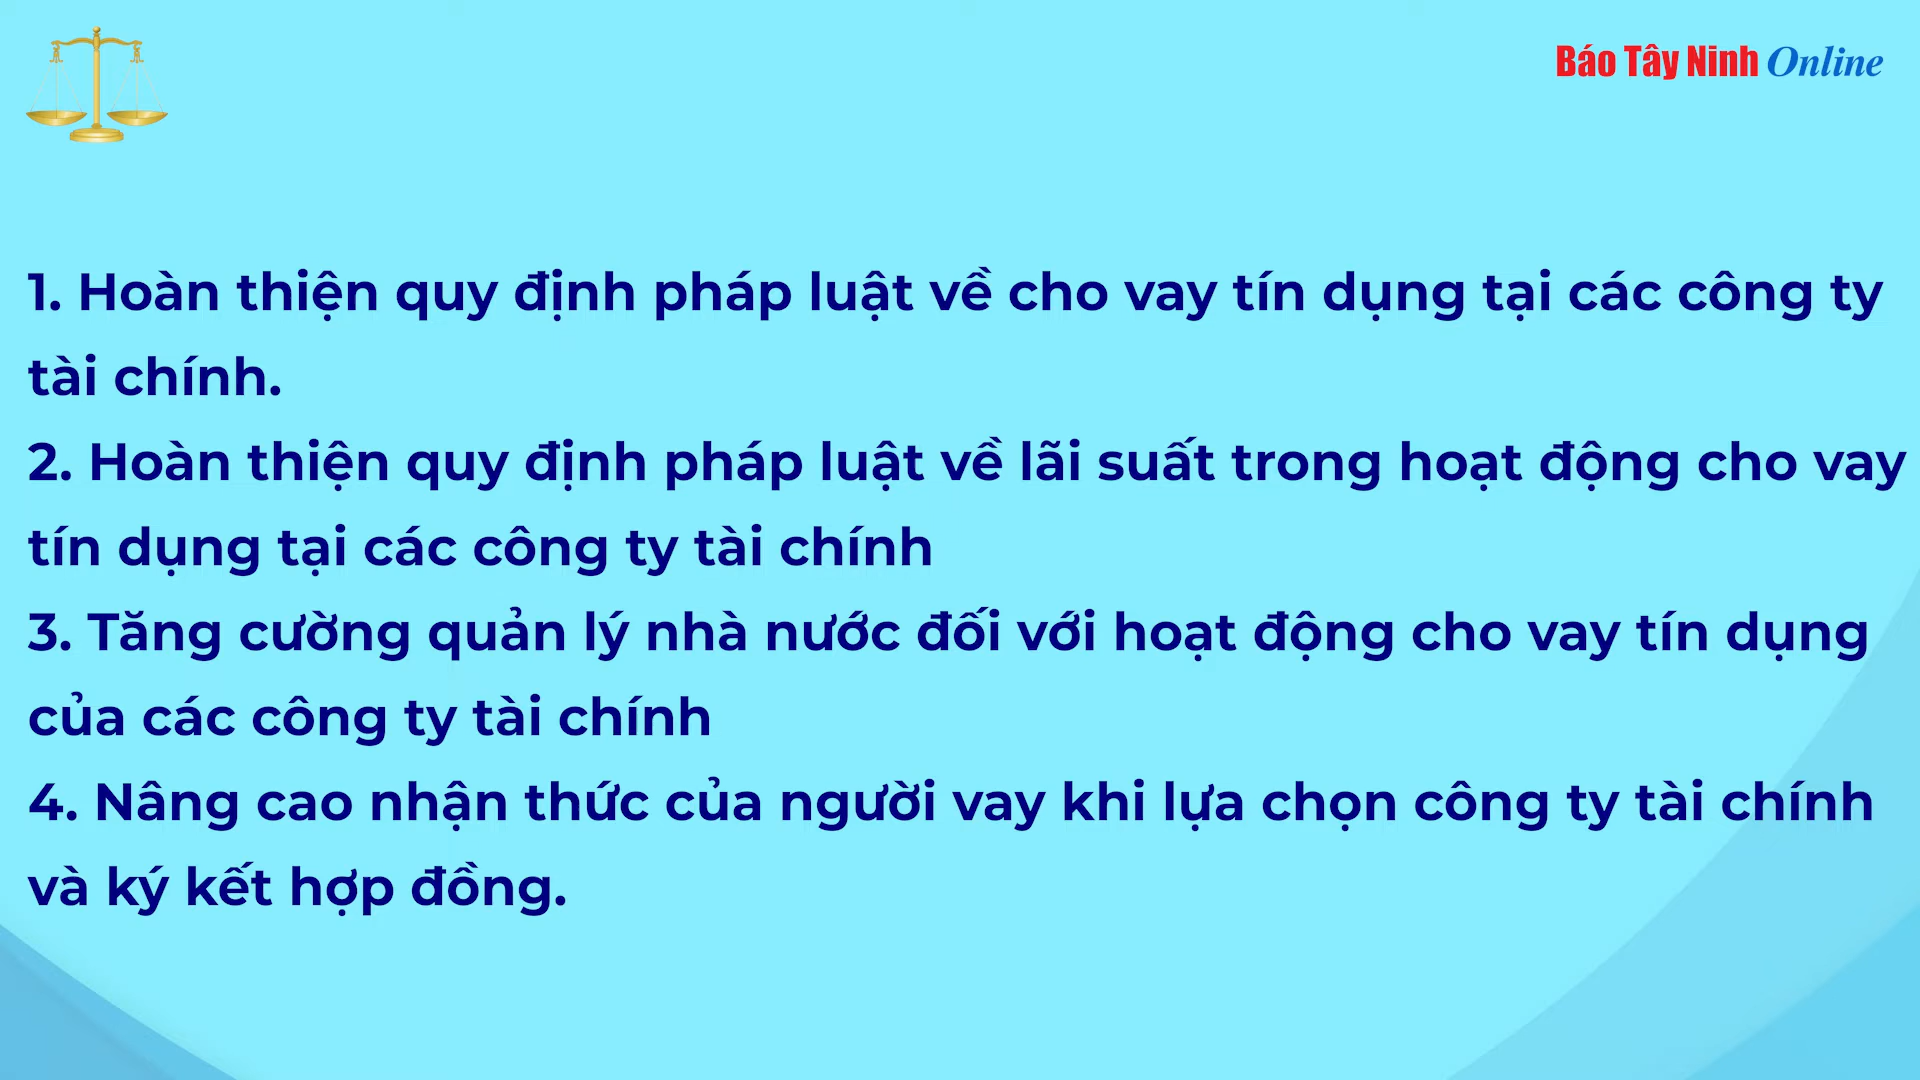 Báo Tây Ninh Online
1. Hoàn thiện quy định pháp luật về cho vay tín dụng tại các công ty
tài chính.
2. Hoàn thiện quy định pháp luật về lãi suất trong hoạt động cho vay
tín dụng tại các công ty tài chính
3. Tăng cường quản lý nhà nước đối với hoạt động cho vay tín dụng
của các công ty tài chính
4. Nâng cao nhận thức của người vay khi lựa chọn công ty tài chính
và ký kết hợp đồng.